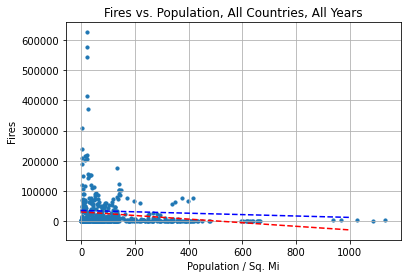 Fires vs. Population, All Countries, All Years
600000
500000
400000
300000
200000
100000
0
Fires
0 200 400 600 800 1000
Population / Sq. Mi